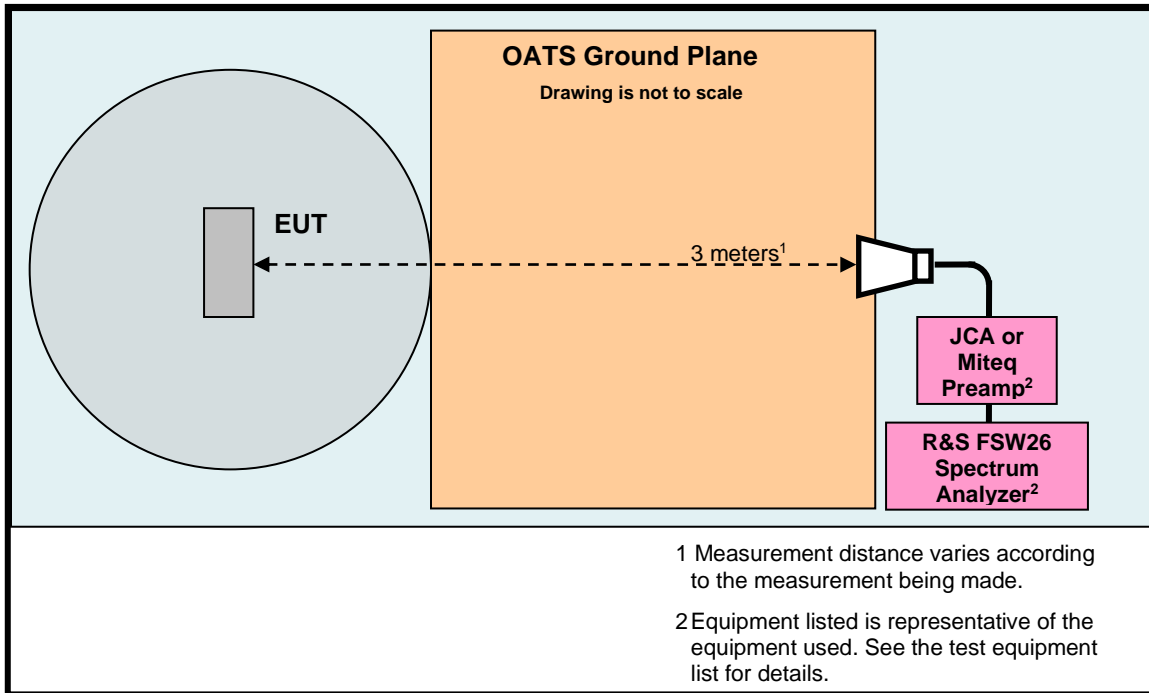 OATS Ground Plane
Drawing is not to scale
EUT
3 meters¹
JCA or
Miteq
Preamp²
R&S FSW26
Spectrum
Analyzer²
1 Measurement distance varies according
to the measurement being made.
2 Equipment listed is representative of the
equipment used. See the test equipment
list for details.